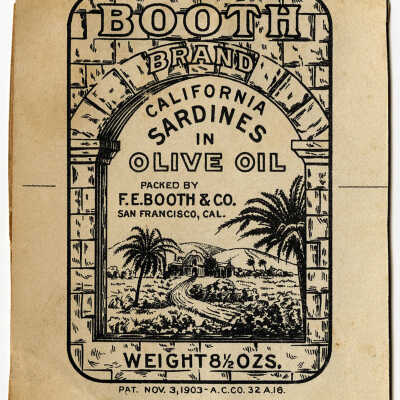 BOOTH
BRAND
CALIFORNIA
SARDINES
IN
OLIVE OIL
PACKED BY
F.E.BOOTH & CO.
SAN FRANCISCO, CAL.
WEIGHT 8½ OZS.
PAT. NOV. 3, 1903 - A.C.CO. 32 A.16.